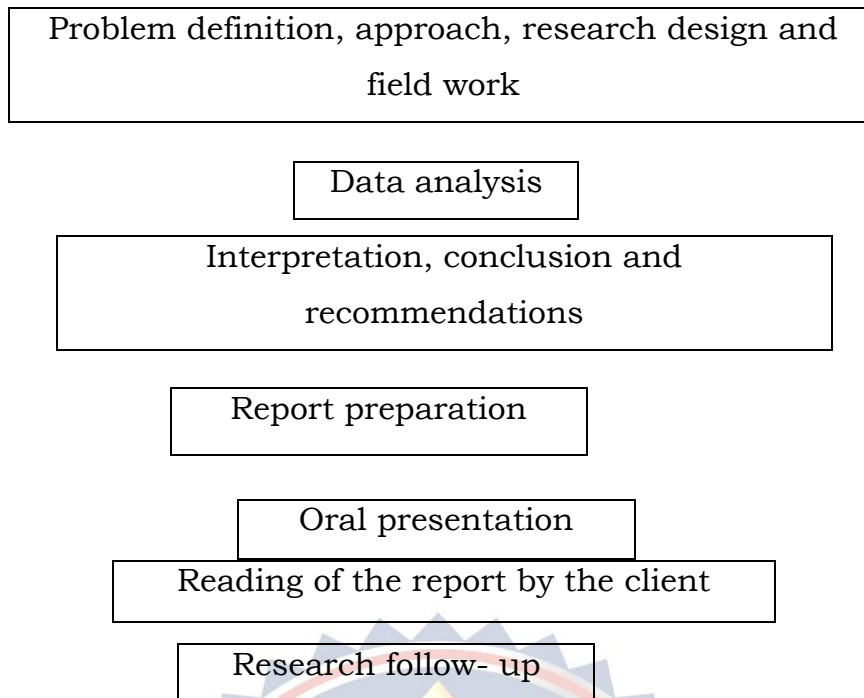 Problem definition, approach, research design and
field work
Data analysis
Interpretation, conclusion and
recommendations
Report preparation
Oral presentation
Reading of the report by the client
Research follow- up